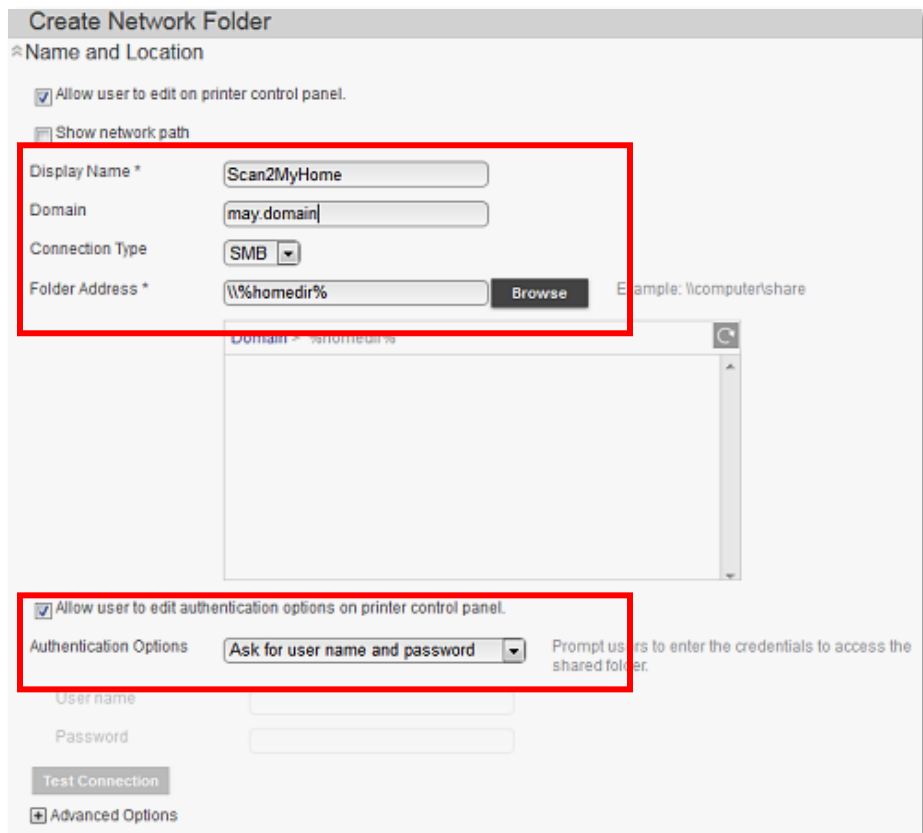 Create Network Folder
Name and Location
Allow user to edit on printer control panel.
Show network path
Display Name * Scan2MyHome
Domain may.domain
Connection Type SMB
Folder Address * \\%homedir% Browse Example: \\computer\share
Domain > %homedir%
Allow user to edit authentication options on printer control panel.
Authentication Options Ask for user name and password Prompt users to enter the credentials to access the
shared folder.
User name
Password
Test Connection
Advanced Options